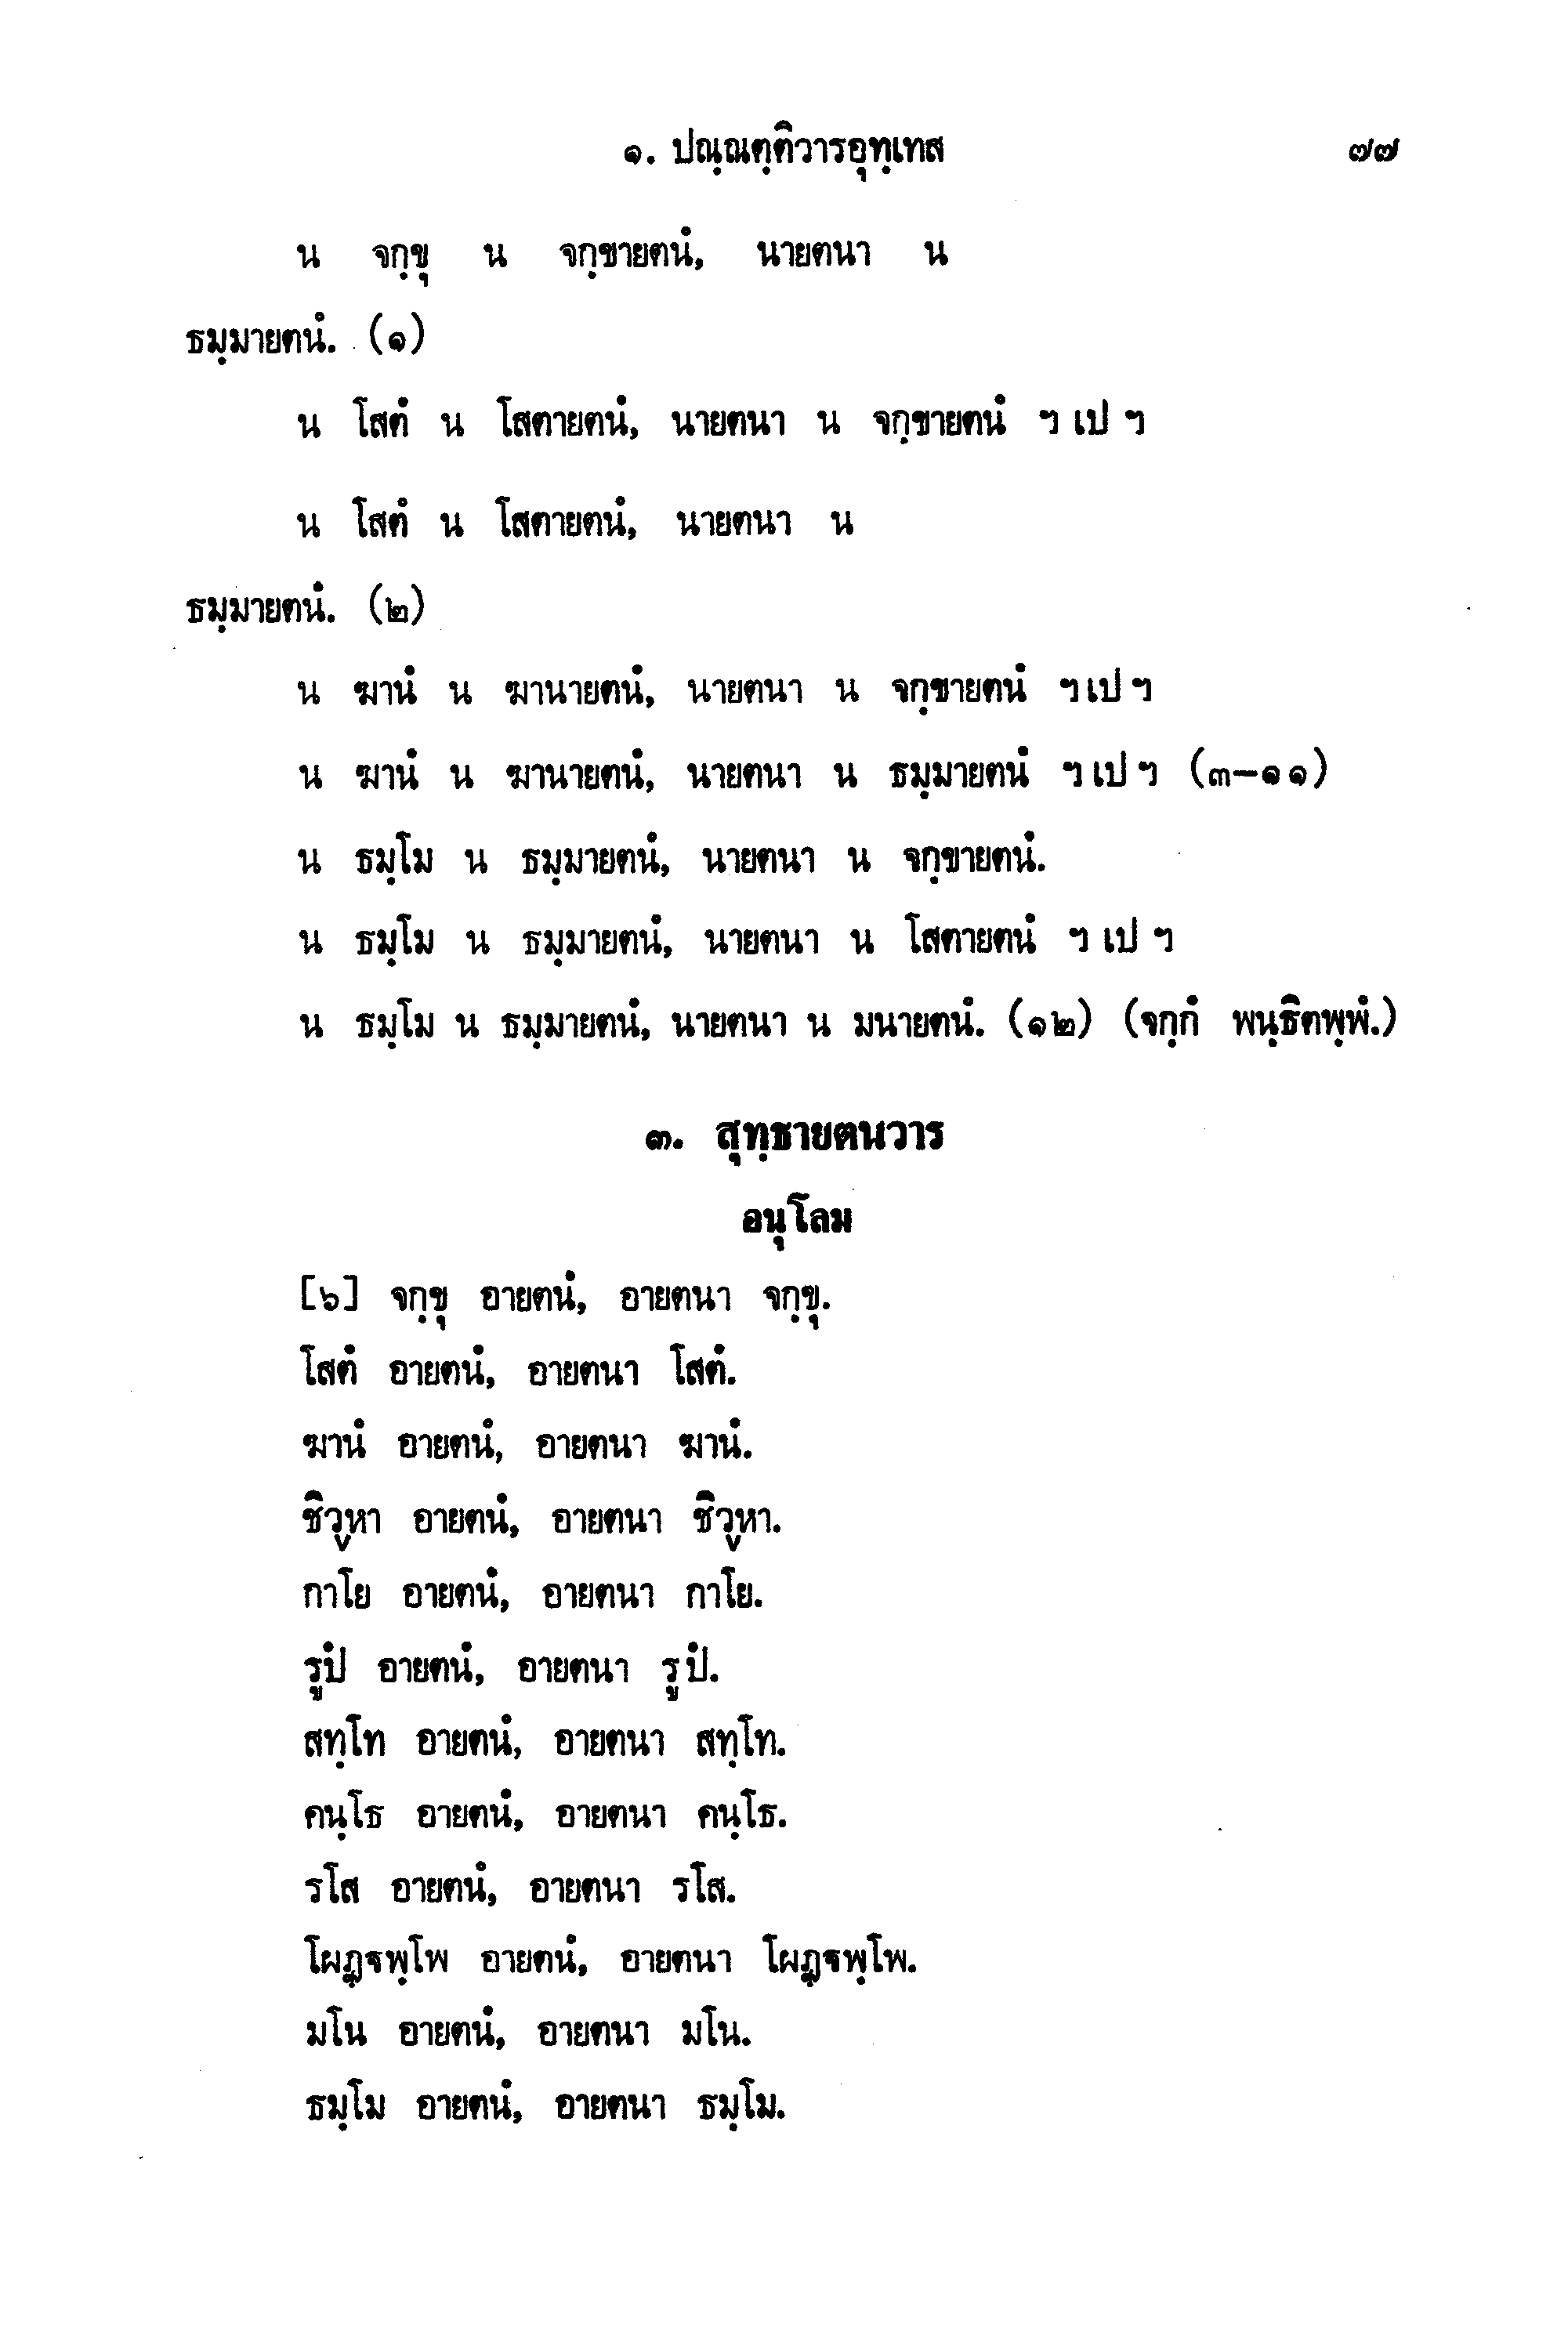 ๑. ปณฺณตฺติวารอุทฺเทส ๗๗
น จกฺขุ น จกฺขายตนํ, นายตนา น
ธมฺมายตนํ. (๑)
น โสตํ น โสตายตนํ, นายตนา น จกฺขายตนํ ฯ เป ฯ
น โสตํ น โสตายตนํ, นายตนา น
ธมฺมายตนํ. (๒)
น ฆานํ น ฆานายตนํ, นายตนา น จกฺขายตนํ ฯ เป ฯ
น ฆานํ น ฆานายตนํ, นายตนา น ธมฺมายตนํ ฯ เป ฯ (๓–๑๑)
น ธมฺโม น ธมฺมายตนํ, นายตนา น จกฺขายตนํ.
น ธมฺโม น ธมฺมายตนํ, นายตนา น โสตายตนํ ฯ เป ฯ
น ธมฺโม น ธมฺมายตนํ, นายตนา น มนายตนํ. (๑๒) (จกฺกํ พนฺธิตพฺพํ.)
๓. สุทฺธายตนวาร
อนุโลม
[๖] จกฺขุ อายตนํ, อายตนา จกฺขุ.
โสตํ อายตนํ, อายตนา โสตํ.
ฆานํ อายตนํ, อายตนา ฆานํ.
ชิวฺหา อายตนํ, อายตนา ชิวฺหา.
กาโย อายตนํ, อายตนา กาโย.
รูปํ อายตนํ, อายตนา รูปํ.
สทฺโท อายตนํ, อายตนา สทฺโท.
คนฺโธ อายตนํ, อายตนา คนฺโธ.
รโส อายตนํ, อายตนา รโส.
โผฏฺฐพฺโพ อายตนํ, อายตนา โผฏฺฐพฺโพ.
มโน อายตนํ, อายตนา มโน.
ธมฺโม อายตนํ, อายตนา ธมฺโม.